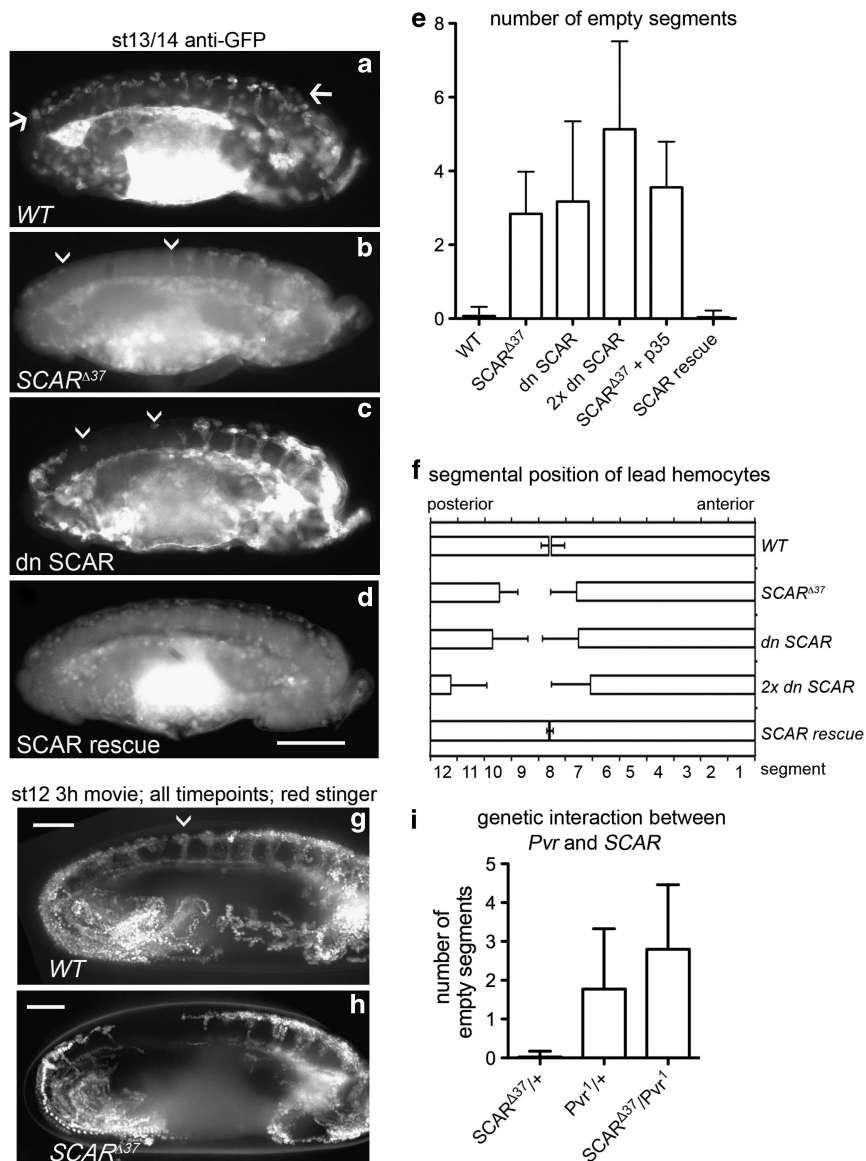 st13/14 anti-GFP
a
WT
b
SCARΔ37
c
dn SCAR
d
SCAR rescue
e number of empty segments
8
6
4
2
0
WT
SCARΔ37
dn SCAR
2x dn SCAR
SCARΔ37 + p35
SCAR rescue
f segmental position of lead hemocytes
posterior anterior
WT
SCARΔ37
dn SCAR
2x dn SCAR
SCAR rescue
12 11 10 9 8 7 6 5 4 3 2 1 segment
st12 3h movie; all timepoints; red stinger
g
WT
h
SCARΔ37
i genetic interaction between
Pvr and SCAR
number of
empty segments
5
4
3
2
1
0
SCARΔ37/+
Pvr1/+
SCARΔ37/Pvr1